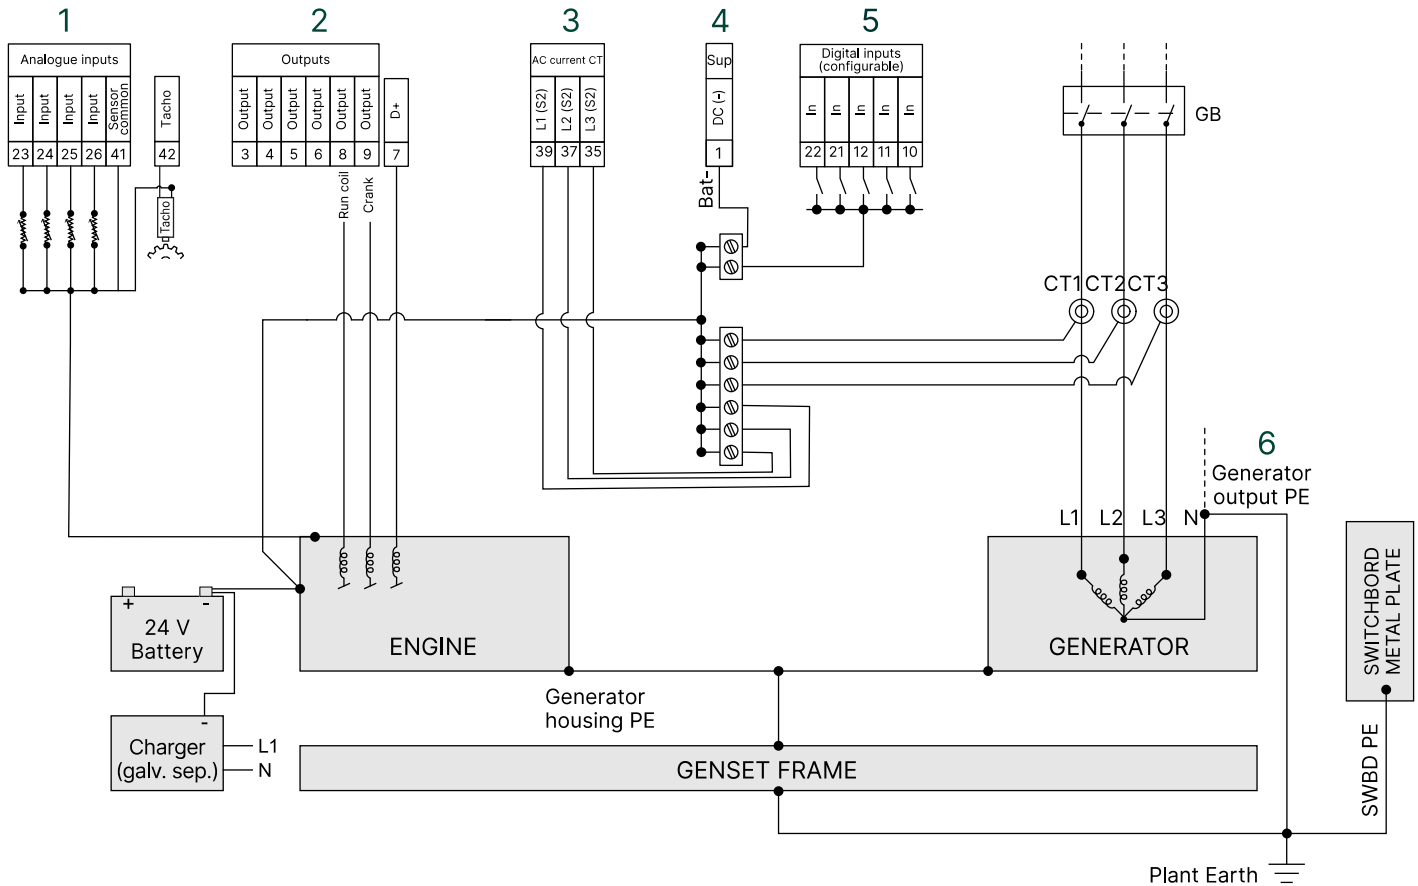 1
2
3
4
5
Analogue inputs
Input
Input
Input
Input
Sensor
common
23
24
25
26
41
Tacho
42
Tacho
Outputs
Output
Output
Output
Output
Output
Output
3
4
5
6
8
9
D+
7
Run coil
Crank
AC current CT
L1 (S2)
L2 (S2)
L3 (S2)
39
37
35
Sup
DC (-)
1
Bat-
Digital inputs
(configurable)
In
In
In
In
In
22
21
12
11
10
GB
CT1
CT2
CT3
6
Generator
output PE
L1
L2
L3
N
SWITCHBORD
METAL PLATE
+
-
24 V
Battery
ENGINE
GENERATOR
Generator
housing PE
-
Charger
(galv. sep.)
L1
N
GENSET FRAME
SWBD PE
Plant Earth